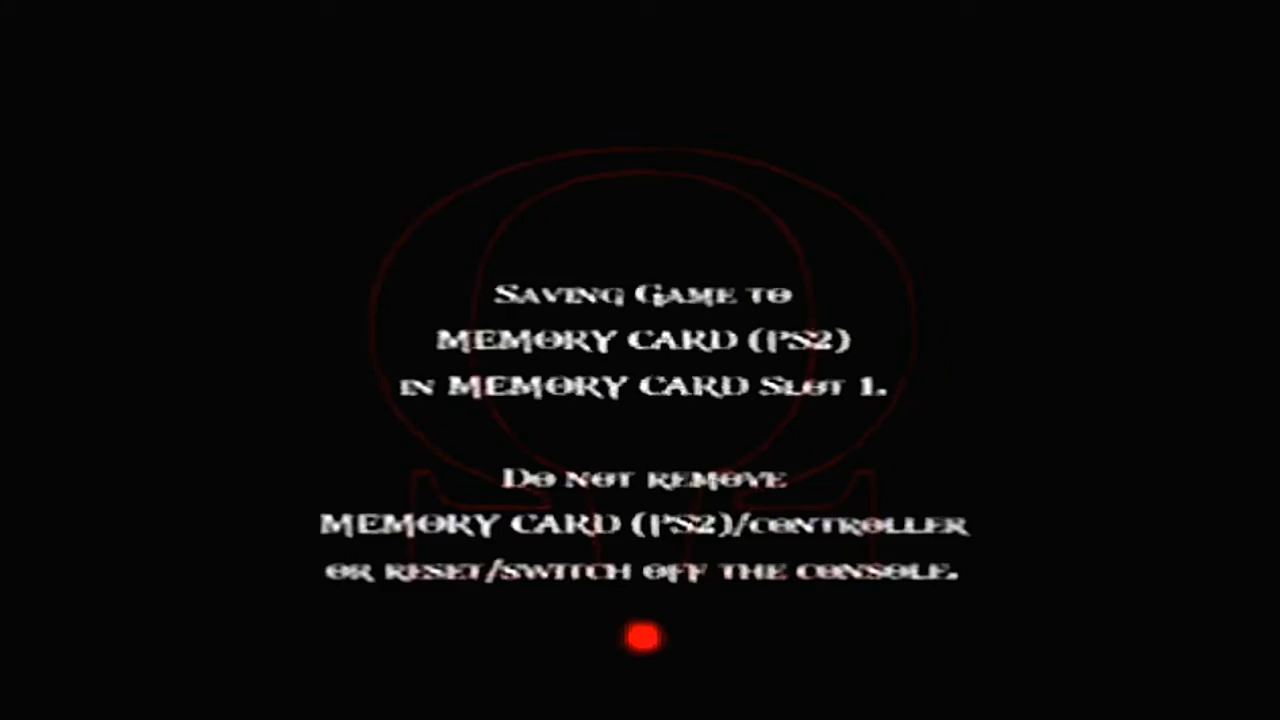 Saving Game to
MEMORY CARD (PS2)
in MEMORY CARD Slot 1.
Do not remove
MEMORY CARD (PS2)/controller
or reset/switch off the console.